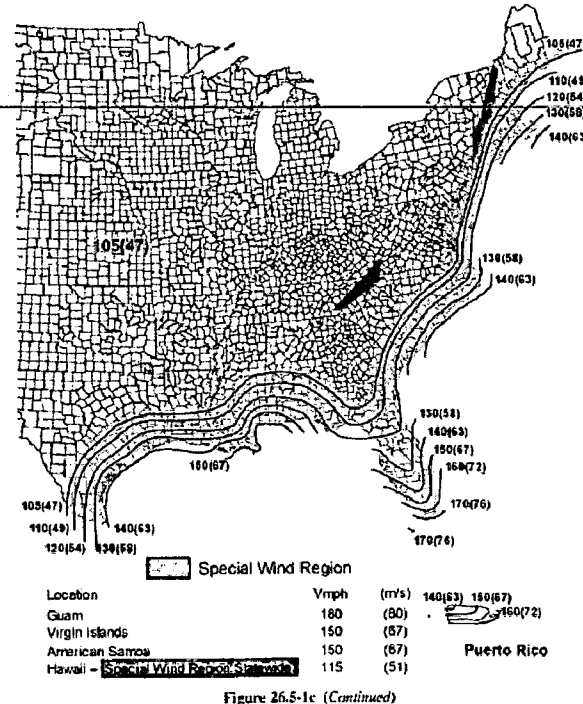 105(47
110(49
120(54
130(58)
140(63
105(47)
130(58)
140(63)
130(58)
140(63)
150(67)
160(72)
170(76)
170(76)
150(67)
105(47)
110(49)
120(54)
130(58)
140(63)
Special Wind Region
Location Vmph (m/s)
Guam 180 (80)
Virgin Islands 150 (67)
American Samoa 150 (67)
Hawaii – Special Wind Region Statewide 115 (51)
140(63) 150(67)
160(72)
Puerto Rico
Figure 26.5-1c (Continued)